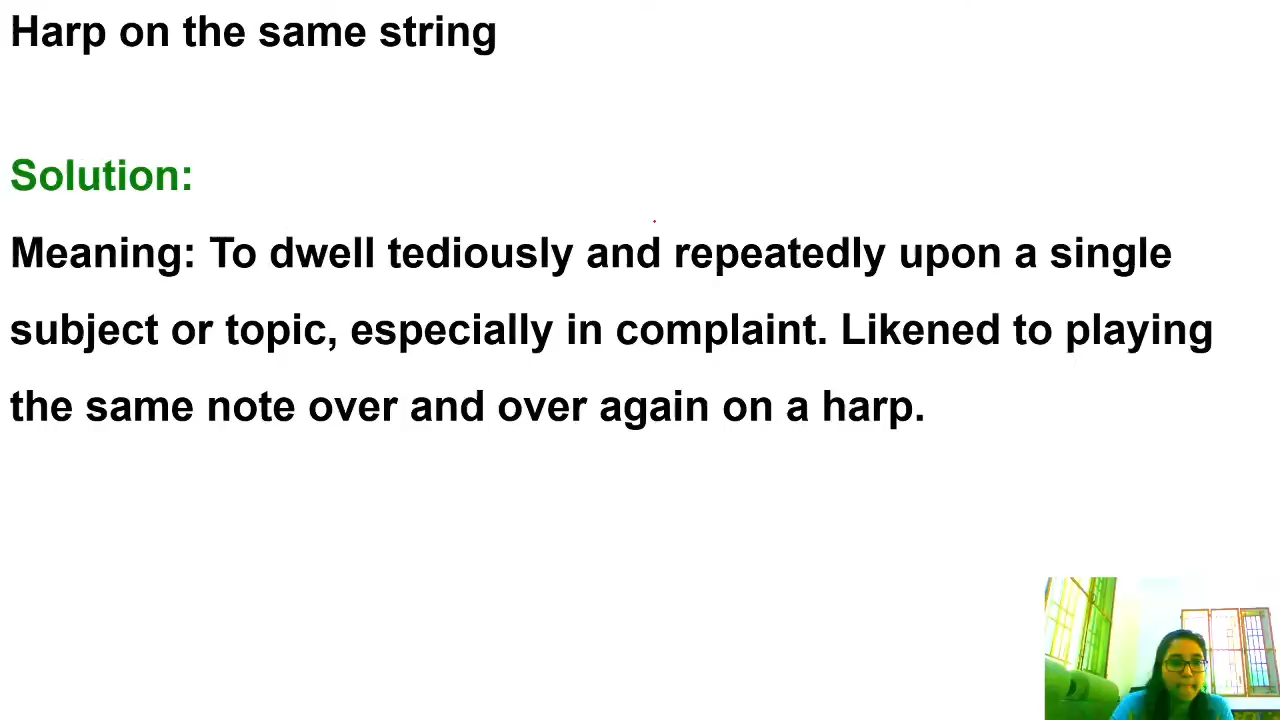 Harp on the same string
Solution:
Meaning: To dwell tediously and repeatedly upon a single
subject or topic, especially in complaint. Likened to playing
the same note over and over again on a harp.